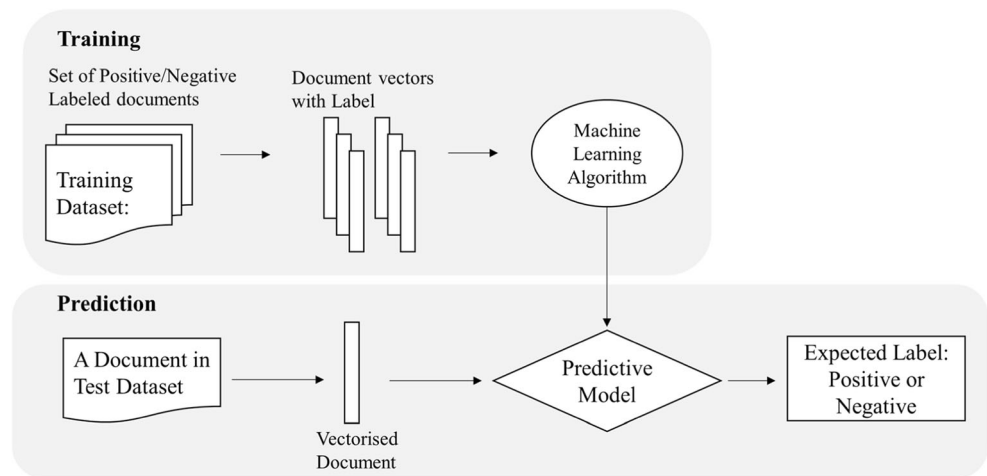 Training
Set of Positive/Negative
Labeled documents
Training
Dataset:
Document vectors
with Label
Machine
Learning
Algorithm
Prediction
A Document in
Test Dataset
Vectorised
Document
Predictive
Model
Expected Label:
Positive or
Negative